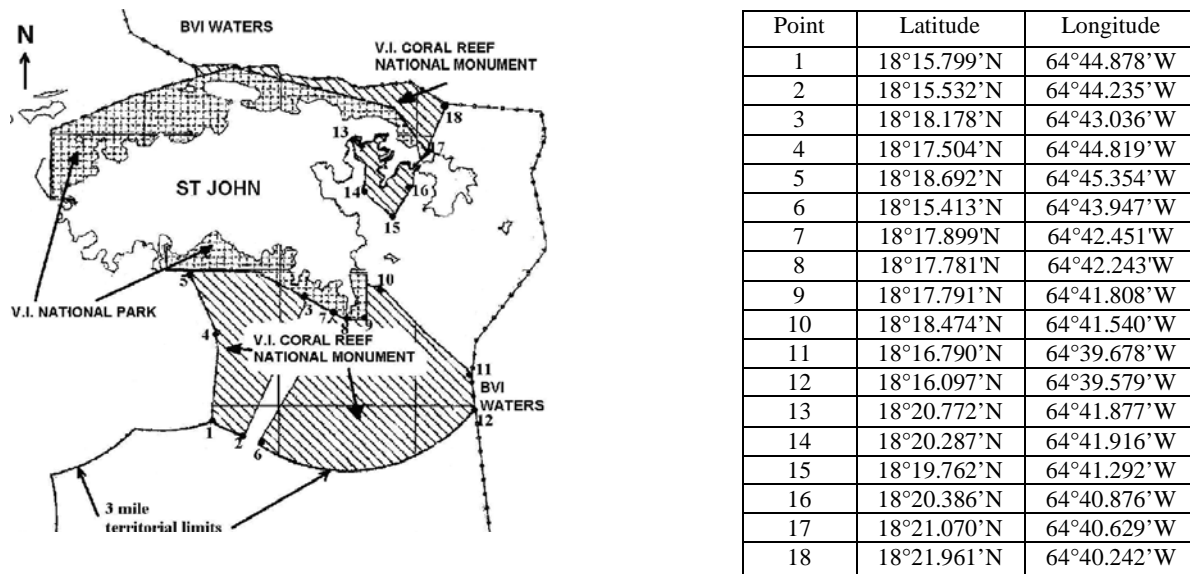 N
BVI WATERS
V.I. CORAL REEF
NATIONAL MONUMENT
18
13
17
ST JOHN
14
16
15
5
10
V.I. NATIONAL PARK
3
7
8
9
4
V.I. CORAL REEF
NATIONAL MONUMENT
11
BVI
WATERS
12
1
2
6
3 mile
territorial limits
Point Latitude Longitude
1 18°15.799’N 64°44.878’W
2 18°15.532’N 64°44.235’W
3 18°18.178’N 64°43.036’W
4 18°17.504’N 64°44.819’W
5 18°18.692’N 64°45.354’W
6 18°15.413’N 64°43.947’W
7 18°17.899'N 64°42.451'W
8 18°17.781'N 64°42.243'W
9 18°17.791’N 64°41.808’W
10 18°18.474’N 64°41.540’W
11 18°16.790’N 64°39.678’W
12 18°16.097’N 64°39.579’W
13 18°20.772’N 64°41.877’W
14 18°20.287’N 64°41.916’W
15 18°19.762’N 64°41.292’W
16 18°20.386’N 64°40.876’W
17 18°21.070’N 64°40.629’W
18 18°21.961’N 64°40.242’W